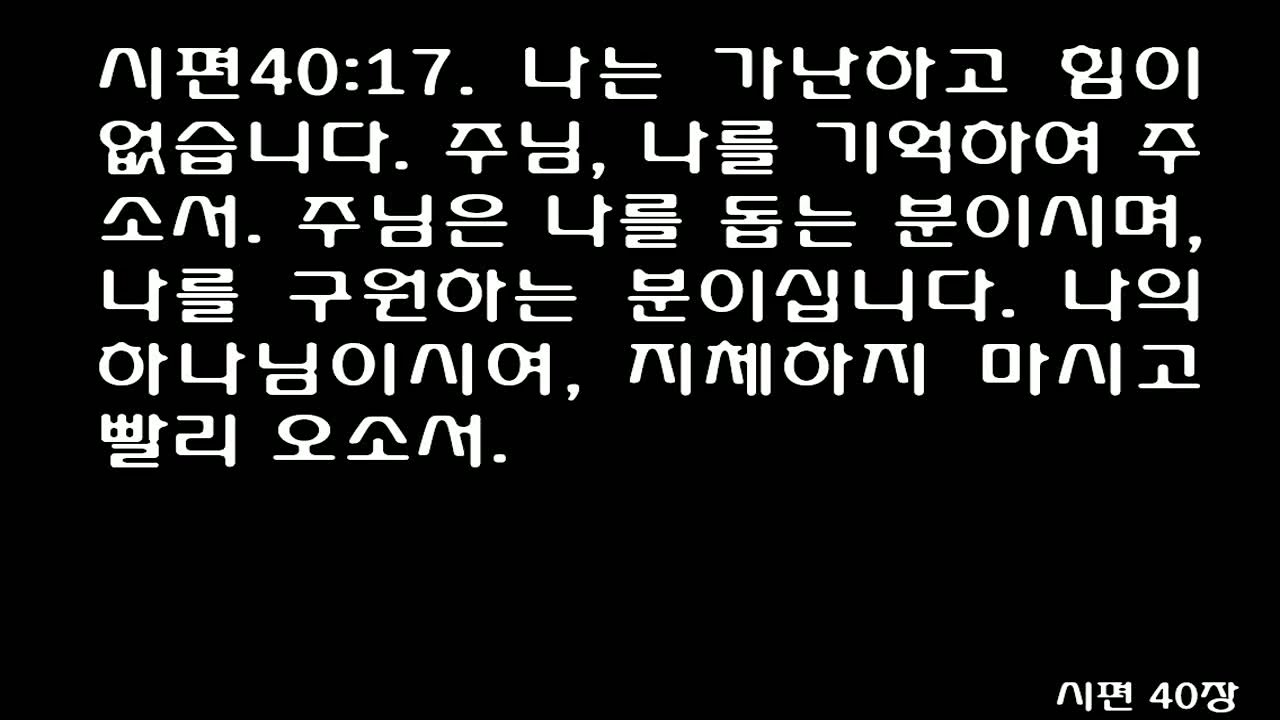 시편40:17. 나는 가난하고 힘이
없습니다. 주님, 나를 기억하여 주
소서. 주님은 나를 돕는 분이시며,
나를 구원하는 분이십니다. 나의
하나님이시여, 지체하지 마시고
빨리 오소서.
시편 40장